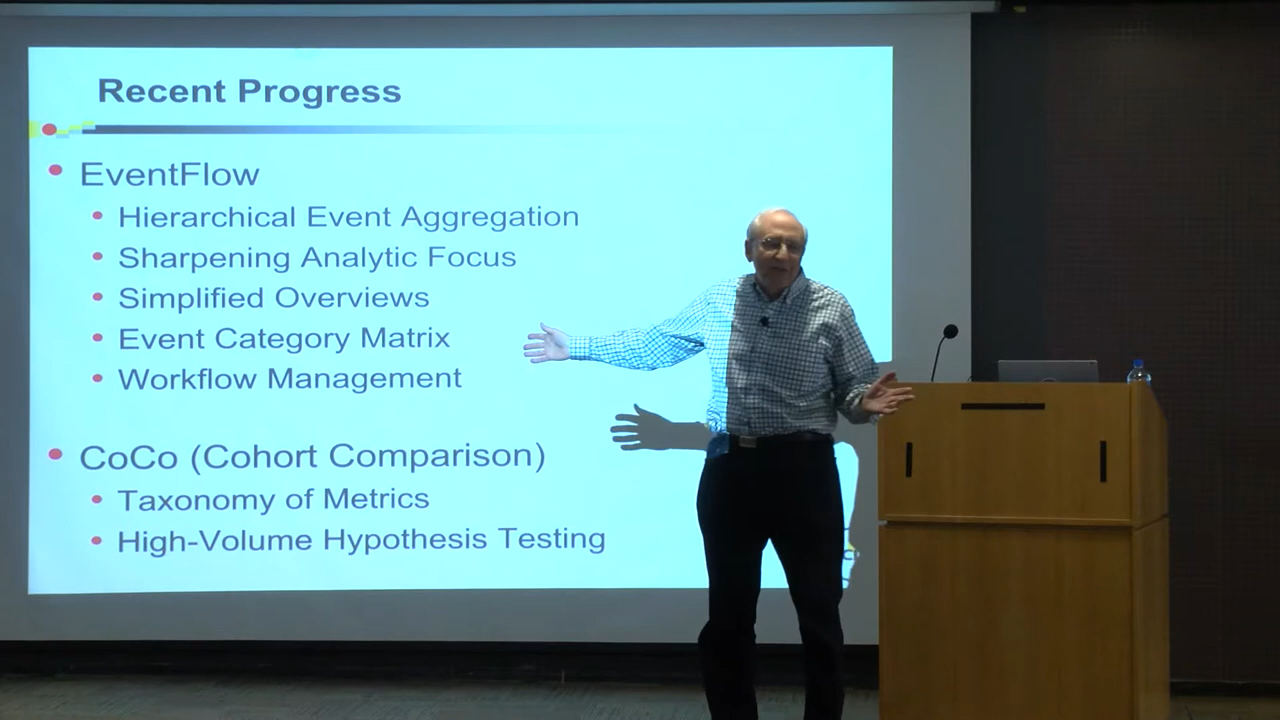 Recent Progress
EventFlow
Hierarchical Event Aggregation
Sharpening Analytic Focus
Simplified Overviews
Event Category Matrix
Workflow Management
CoCo (Cohort Comparison)
Taxonomy of Metrics
High-Volume Hypothesis Testing